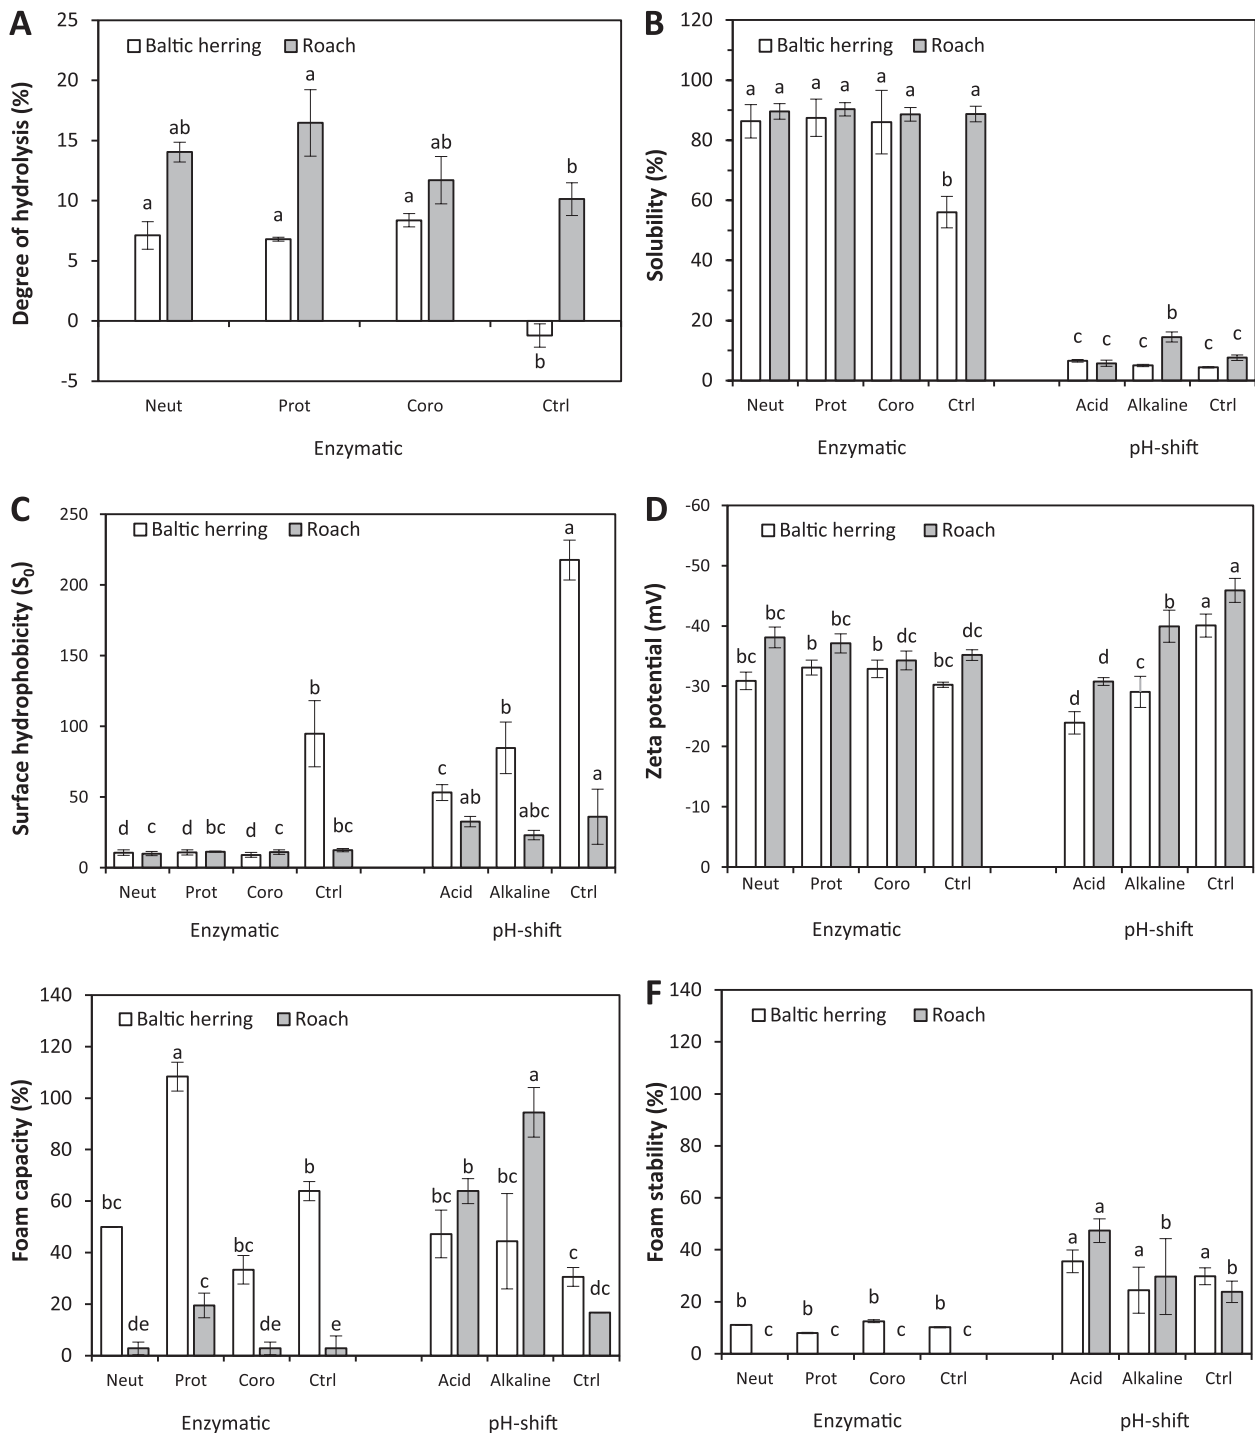 A
Degree of hydrolysis (%)
25
20
15
10
5
0
-5
Baltic herring Roach
a ab a a a ab b b
Neut Prot Coro Ctrl
Enzymatic
B
Solubility (%)
120
100
80
60
40
20
0
Baltic herring Roach
a a a a a a b a c c c b c c
Neut Prot Coro Ctrl Acid Alkaline Ctrl
Enzymatic pH-shift
C
Surface hydrophobicity (S₀)
250
200
150
100
50
0
Baltic herring Roach
d c d bc d c b bc c ab b abc a a
Neut Prot Coro Ctrl Acid Alkaline Ctrl
Enzymatic pH-shift
D
Zeta potential (mV)
-60
-50
-40
-30
-20
-10
0
Baltic herring Roach
bc bc b bc b dc bc dc d d c b a a
Neut Prot Coro Ctrl Acid Alkaline Ctrl
Enzymatic pH-shift
Foam capacity (%)
140
120
100
80
60
40
20
0
Baltic herring Roach
bc de a c bc de b e bc b bc a c dc
Neut Prot Coro Ctrl Acid Alkaline Ctrl
Enzymatic pH-shift
F
Foam stability (%)
140
120
100
80
60
40
20
0
Baltic herring Roach
b c b c b c b c a a a b a b
Neut Prot Coro Ctrl Acid Alkaline Ctrl
Enzymatic pH-shift